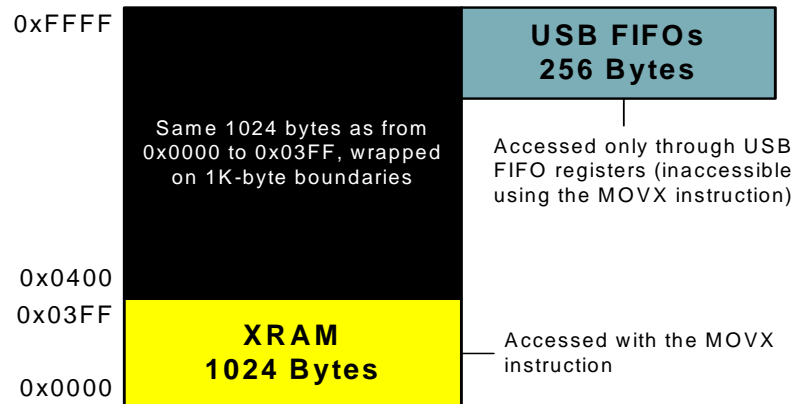 0xFFFF
USB FIFOs
256 Bytes
Same 1024 bytes as from
0x0000 to 0x03FF, wrapped
on 1K-byte boundaries
Accessed only through USB
FIFO registers (inaccessible
using the MOVX instruction)
0x0400
0x03FF
XRAM
1024 Bytes
Accessed with the MOVX
instruction
0x0000